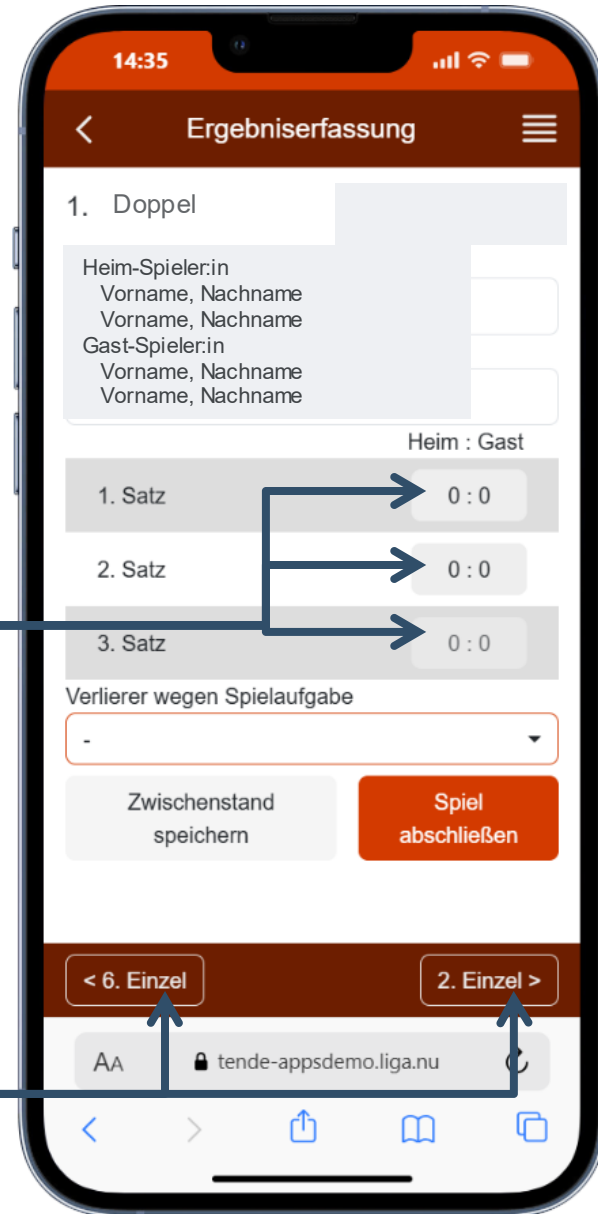 14:35
Ergebniserfassung
1. Doppel
Heim-Spieler:in
Vorname, Nachname
Vorname, Nachname
Gast-Spieler:in
Vorname, Nachname
Vorname, Nachname
Heim : Gast
1. Satz 0 : 0
2. Satz 0 : 0
3. Satz 0 : 0
Verlierer wegen Spielaufgabe
-
Zwischenstand speichern
Spiel abschließen
< 6. Einzel 2. Einzel >
AA tende-appsdemo.liga.nu